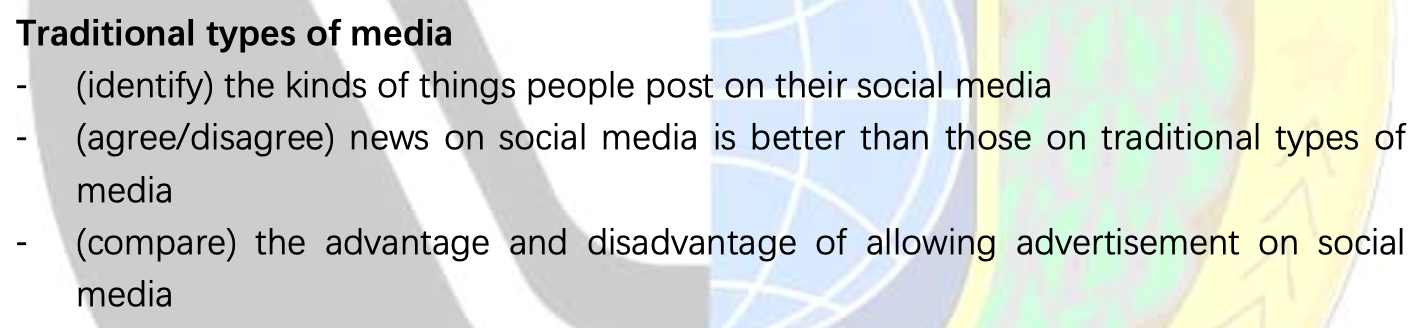 Traditional types of media
- (identify) the kinds of things people post on their social media
- (agree/disagree) news on social media is better than those on traditional types of
media
- (compare) the advantage and disadvantage of allowing advertisement on social
media